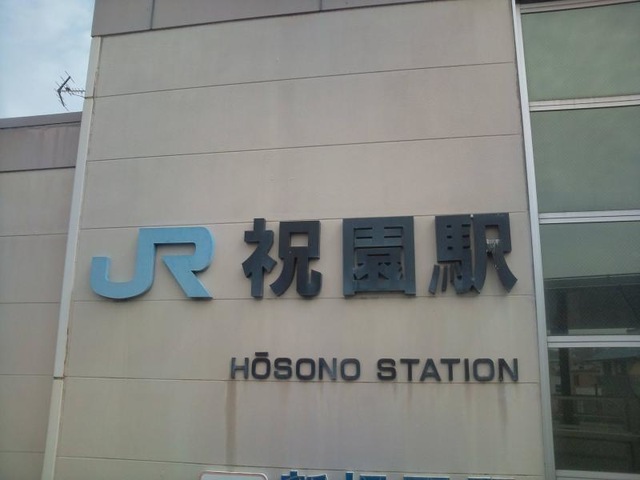 JR 祝園駅
HŌSONO STATION